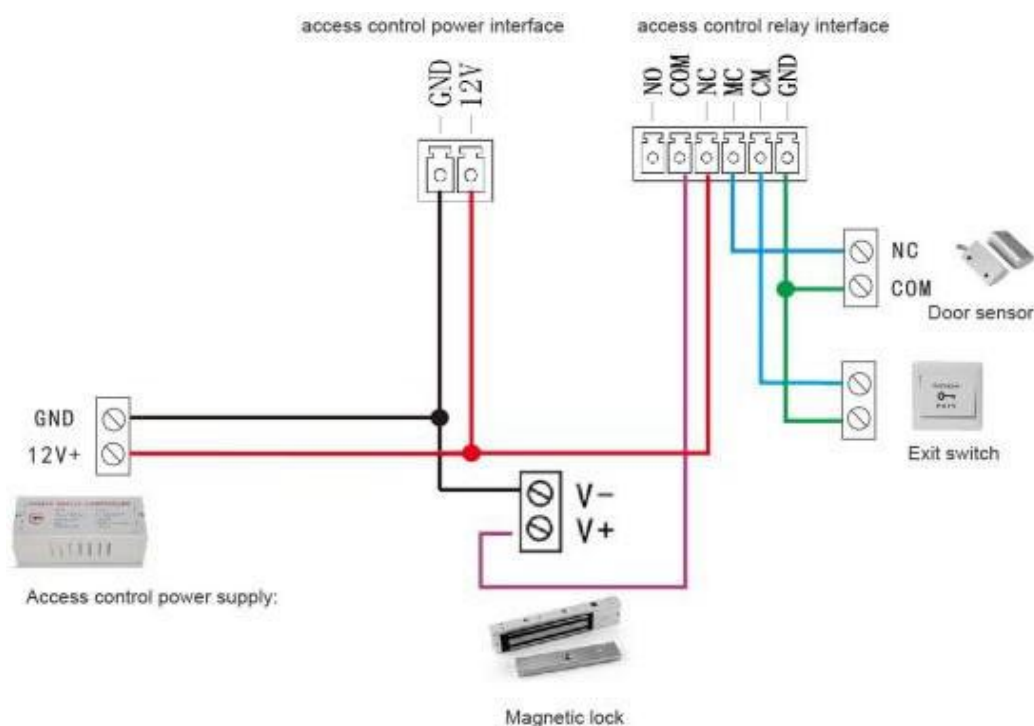 access control power interface
access control relay interface
GND
12V
NO
COM
NC
MC
CM
GND
NC
COM
Door sensor
GND
12V+
V-
V+
Exit switch
Access control power supply:
Magnetic lock